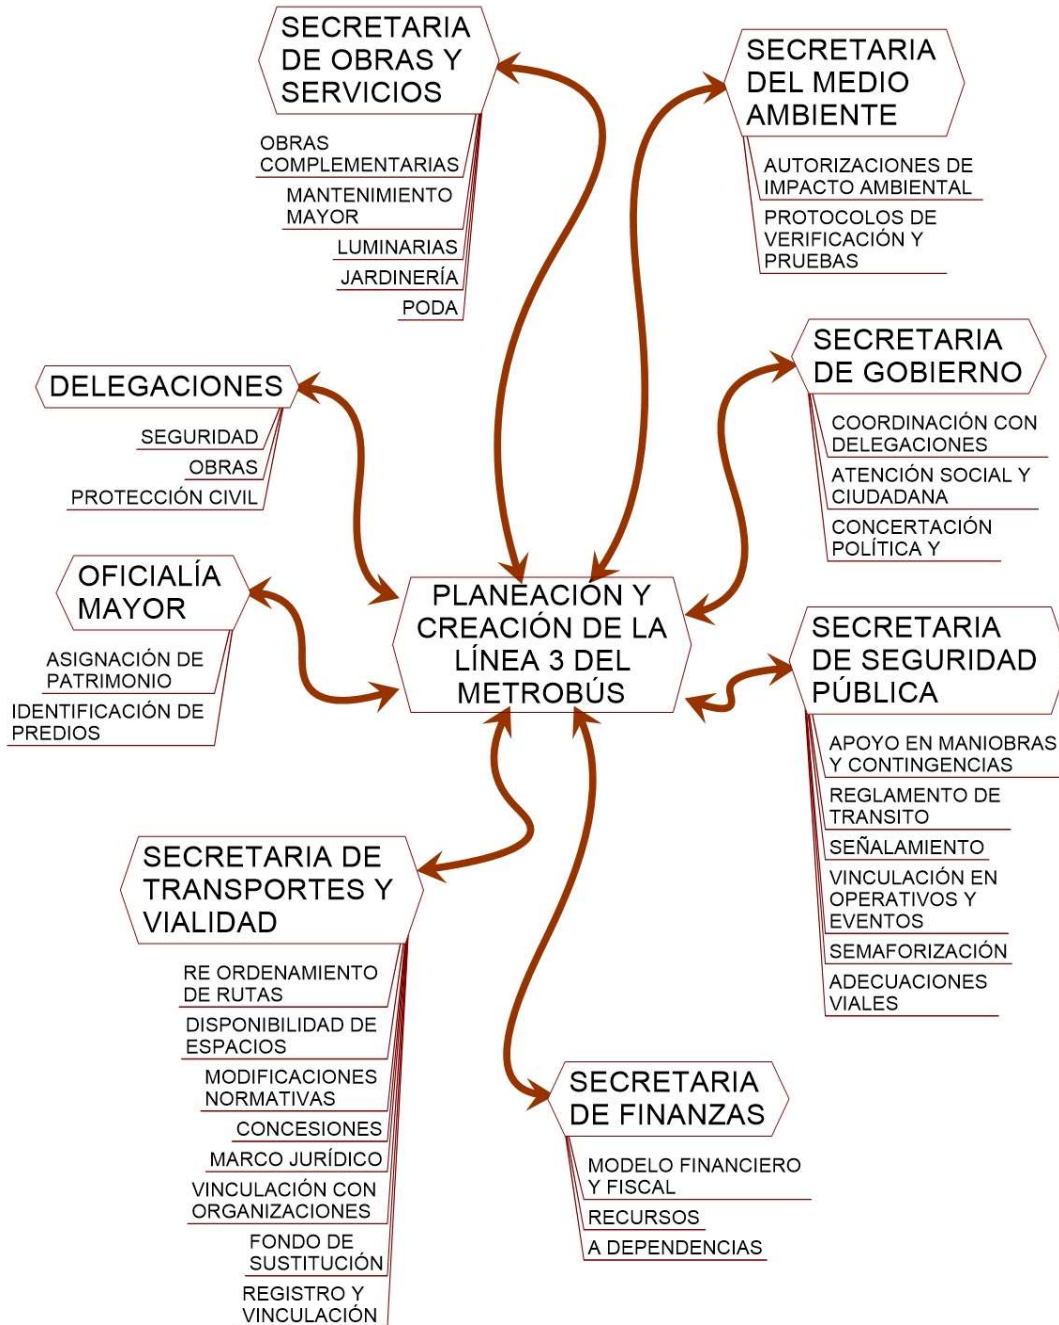 SECRETARIA
DE OBRAS Y
SERVICIOS
OBRAS
COMPLEMENTARIAS
MANTENIMIENTO
MAYOR
LUMINARIAS
JARDINERÍA
PODA
SECRETARIA
DEL MEDIO
AMBIENTE
AUTORIZACIONES DE
IMPACTO AMBIENTAL
PROTOCOLOS DE
VERIFICACIÓN Y
PRUEBAS
DELEGACIONES
SEGURIDAD
OBRAS
PROTECCIÓN CIVIL
SECRETARIA
DE GOBIERNO
COORDINACIÓN CON
DELEGACIONES
ATENCIÓN SOCIAL Y
CIUDADANA
CONCERTACIÓN
POLÍTICA Y
OFICIALÍA
MAYOR
ASIGNACIÓN DE
PATRIMONIO
IDENTIFICACIÓN DE
PREDIOS
PLANEACIÓN Y
CREACIÓN DE LA
LÍNEA 3 DEL
METROBÚS
SECRETARIA
DE SEGURIDAD
PÚBLICA
APOYO EN MANIOBRAS
Y CONTINGENCIAS
REGLAMENTO DE
TRANSITO
SEÑALAMIENTO
VINCULACIÓN EN
OPERATIVOS Y
EVENTOS
SEMAFORIZACIÓN
ADECUACIONES
VIALES
SECRETARIA DE
TRANSPORTES Y
VIALIDAD
RE ORDENAMIENTO
DE RUTAS
DISPONIBILIDAD DE
ESPACIOS
MODIFICACIONES
NORMATIVAS
CONCESIONES
MARCO JURÍDICO
VINCULACIÓN CON
ORGANIZACIONES
FONDO DE
SUSTITUCIÓN
REGISTRO Y
VINCULACIÓN
SECRETARIA
DE FINANZAS
MODELO FINANCIERO
Y FISCAL
RECURSOS
A DEPENDENCIAS